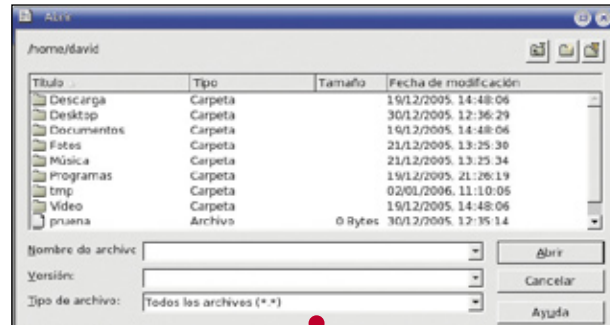 Abrir
/home/david
Título Tipo Tamaño Fecha de modificación
Descarga Carpeta 19/12/2005, 14:48:06
Desktop Carpeta 30/12/2005, 12:36:29
Documentos Carpeta 19/12/2005, 14:48:06
Fotos Carpeta 21/12/2005, 13:25:30
Música Carpeta 21/12/2005, 13:25:34
Programas Carpeta 19/12/2005, 21:26:19
tmp Carpeta 02/01/2006, 11:10:06
Vídeo Carpeta 19/12/2005, 14:48:06
pruena Archivo 0 Bytes 30/12/2005, 12:35:14
Nombre de archivo Abrir
Versión: Cancelar
Tipo de archivo: Todos los archivos (*.*)
Ayuda